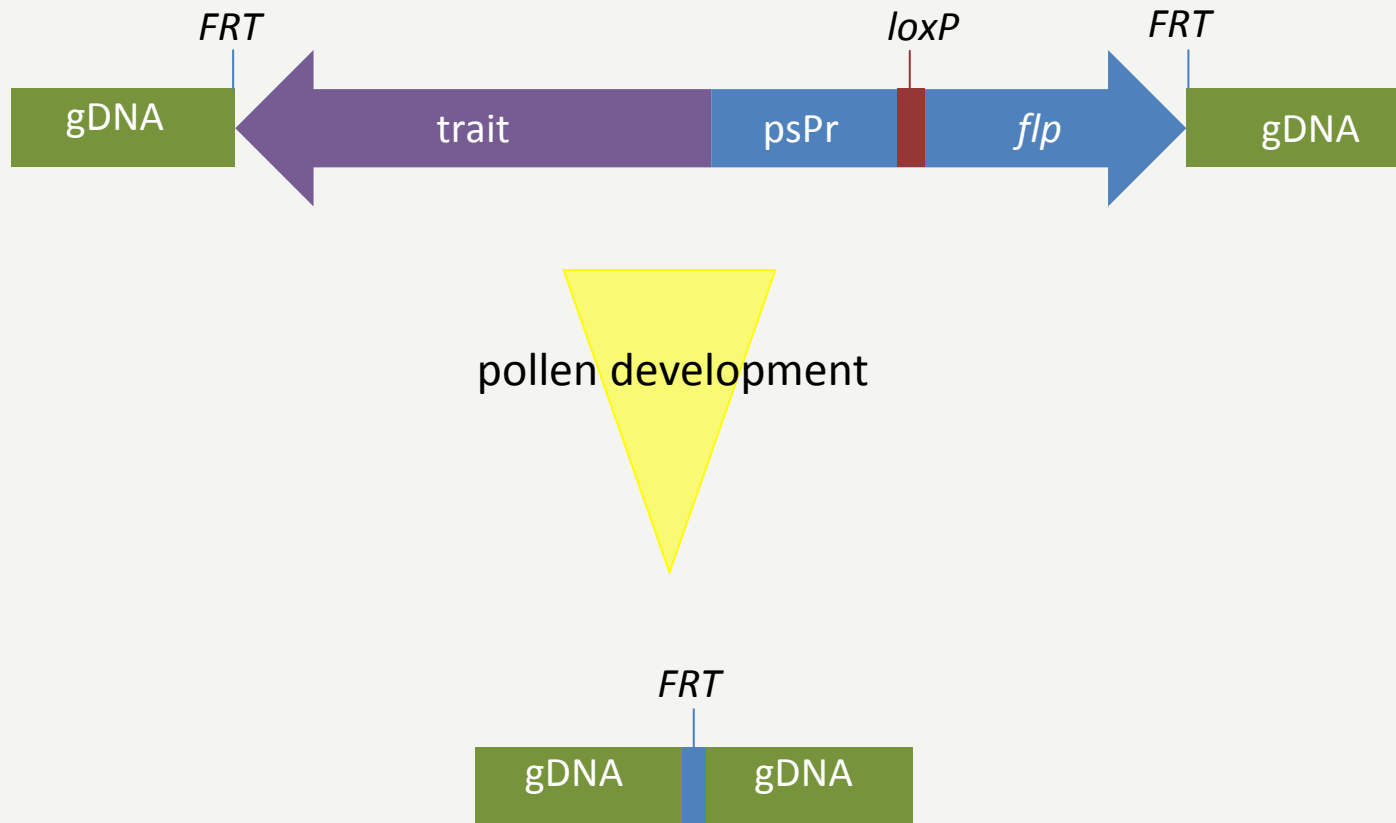 FRT loxP FRT
gDNA trait psPr flp gDNA
pollen development
FRT
gDNA gDNA